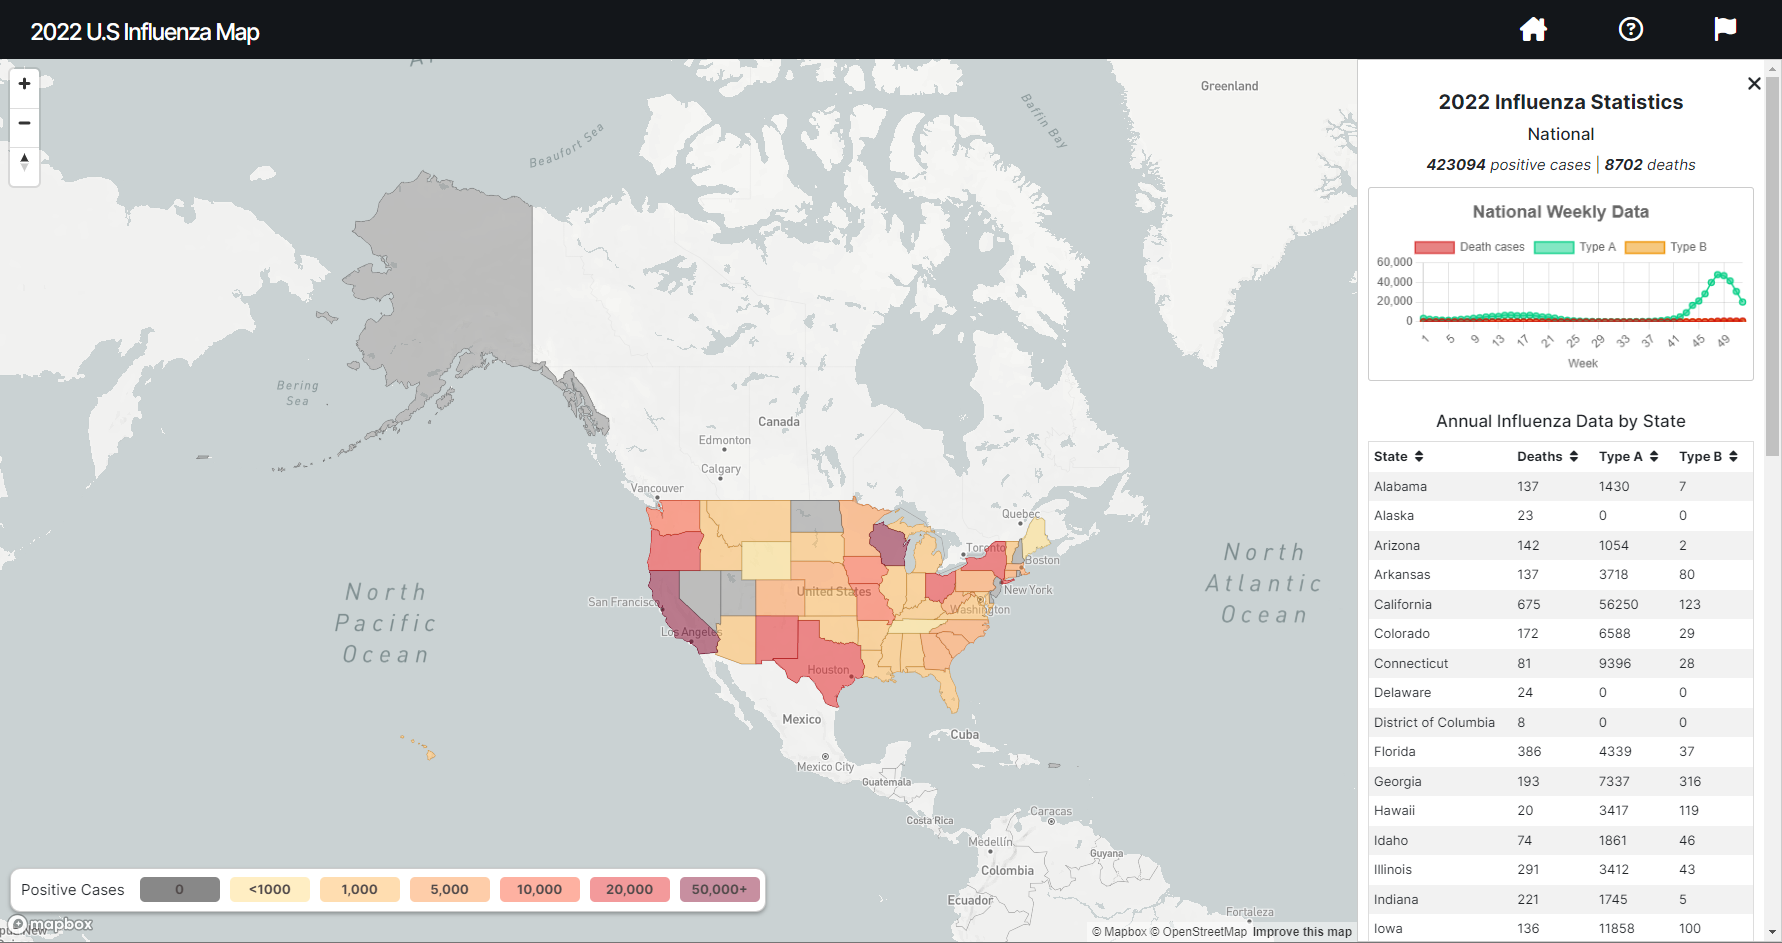 2022 U.S Influenza Map
Greenland
Baffin Bay
Beaufort Sea
Bering
Sea
Canada
Edmonton
Calgary
Vancouver
Quebec
Toronto
Boston
New York
United States
Washington
San Francisco
Los Angeles
Houston
North
Pacific
Ocean
North
Atlantic
Ocean
Mexico
Cuba
Mexico City
Guatemala
Costa Rica
Caracas
Medellín
Guyana
Colombia
Ecuador
Fortaleza
Positive Cases 0 <1000 1,000 5,000 10,000 20,000 50,000+
mapbox
© Mapbox © OpenStreetMap Improve this map
2022 Influenza Statistics
National
423094 positive cases | 8702 deaths
National Weekly Data
Death cases Type A Type B
60,000
40,000
20,000
0
1 5 9 13 17 21 25 29 33 37 41 45 49
Week
Annual Influenza Data by State
State Deaths Type A Type B
Alabama 137 1430 7
Alaska 23 0 0
Arizona 142 1054 2
Arkansas 137 3718 80
California 675 56250 123
Colorado 172 6588 29
Connecticut 81 9396 28
Delaware 24 0 0
District of Columbia 8 0 0
Florida 386 4339 37
Georgia 193 7337 316
Hawaii 20 3417 119
Idaho 74 1861 46
Illinois 291 3412 43
Indiana 221 1745 5
Iowa 136 11858 100